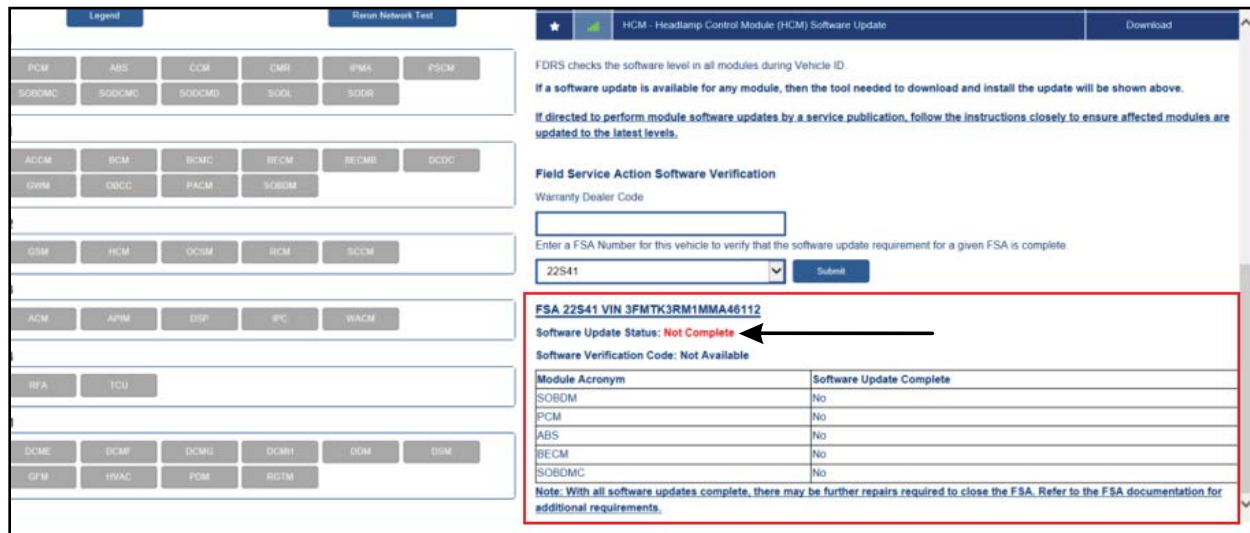 Legend Rerun Network Test
PCM ABS CCM CMR IPMA PSCM
SOBDMC SODCMC SODCMD SODL SODR
ACCM BCM BCMC BECM BECMB DCDC
GWM OBCC PACM SOBDM
GSM HCM OCSM RCM SCCM
ACM APIM DSP IPC WACM
RFA TCU
DCME DCMF DCMG DCMH DDM DSM
GFM HVAC PDM RGTM
HCM - Headlamp Control Module (HCM) Software Update Download
FDRS checks the software level in all modules during Vehicle ID.
If a software update is available for any module, then the tool needed to download and install the update will be shown above.
If directed to perform module software updates by a service publication, follow the instructions closely to ensure affected modules are
updated to the latest levels.
Field Service Action Software Verification
Warranty Dealer Code
Enter a FSA Number for this vehicle to verify that the software update requirement for a given FSA is complete.
22S41 Submit
FSA 22S41 VIN 3FMTK3RM1MMA46112
Software Update Status: Not Complete
Software Verification Code: Not Available
Module Acronym Software Update Complete
SOBDM No
PCM No
ABS No
BECM No
SOBDMC No
Note: With all software updates complete, there may be further repairs required to close the FSA. Refer to the FSA documentation for
additional requirements.